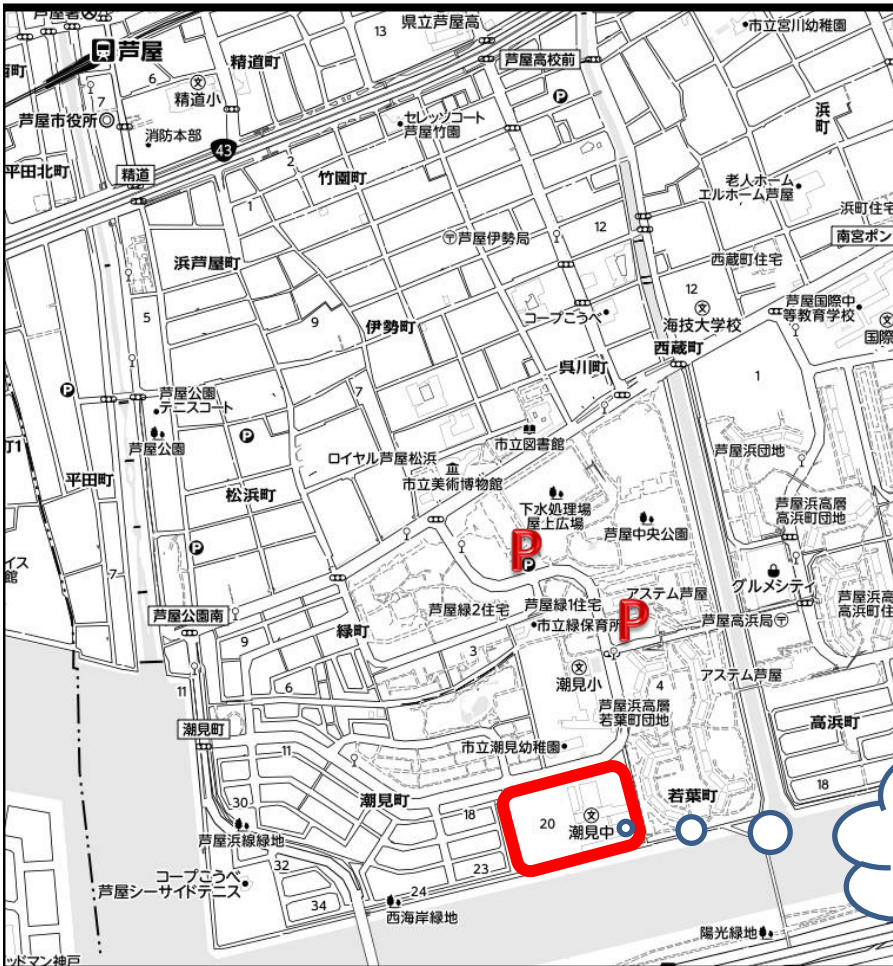 県立芦屋高
市立宮川幼稚園
13
芦屋
精道町
芦屋高校前
6
精道小
7
芦屋市役所
消防本部
セレッソコート
芦屋竹園
P
浜町
43
2
平田北町
精道
竹園町
老人ホーム
エルホーム芦屋
1
浜町住宅
12
芦屋伊勢局
南宮ポン
浜芦屋町
西蔵町住宅
12
芦屋国際中
等教育学校
5
9
伊勢町
コープこうべ
海技大学校
国際
西蔵町
呉川町
7
1
P
芦屋公園
テニスコート
市立図書館
町1
芦屋公園
P
ロイヤル芦屋松浜
芦屋浜団地
平田町
市立美術博物館
松浜町
下水処理場
屋上広場
芦屋浜高層
高浜町団地
芦屋中央公園
P
P
P
イス
館
7
グルメシティ
芦屋緑2住宅
芦屋緑1住宅
アステム芦屋
芦屋浜高
高浜町住
芦屋公園南
P
市立緑保育所
芦屋高浜局
緑町
9
3
11
6
潮見小
4
アステム芦屋
芦屋浜高層
若葉町団地
潮見町
高浜町
11
市立潮見幼稚園
18
30
潮見町
18
20
潮見中
若葉町
芦屋浜線緑地
コープこうべ
芦屋シーサイドテニス
32
23
24
34
西海岸緑地
陽光緑地
ッドマン神戸